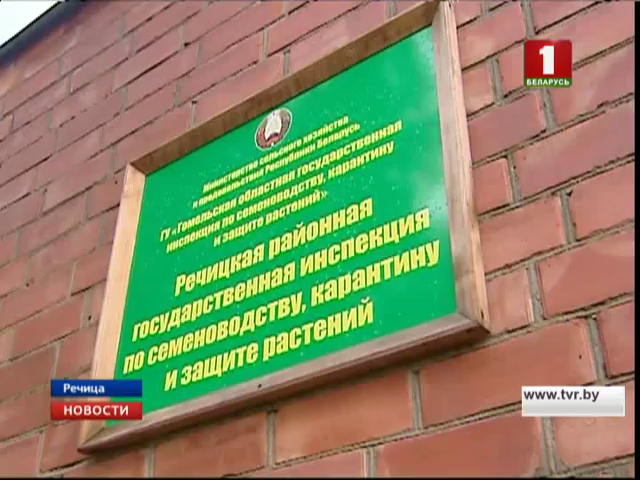 1
БЕЛАРУСЬ
Министерство сельского хозяйства
и продовольствия Республики Беларусь
ГУ «Гомельская областная государственная
инспекция по семеноводству, карантину
и защите растений»
Речицкая районная
государственная инспекция
по семеноводству, карантину
и защите растений
Речица
НОВОСТИ
www.tvr.by